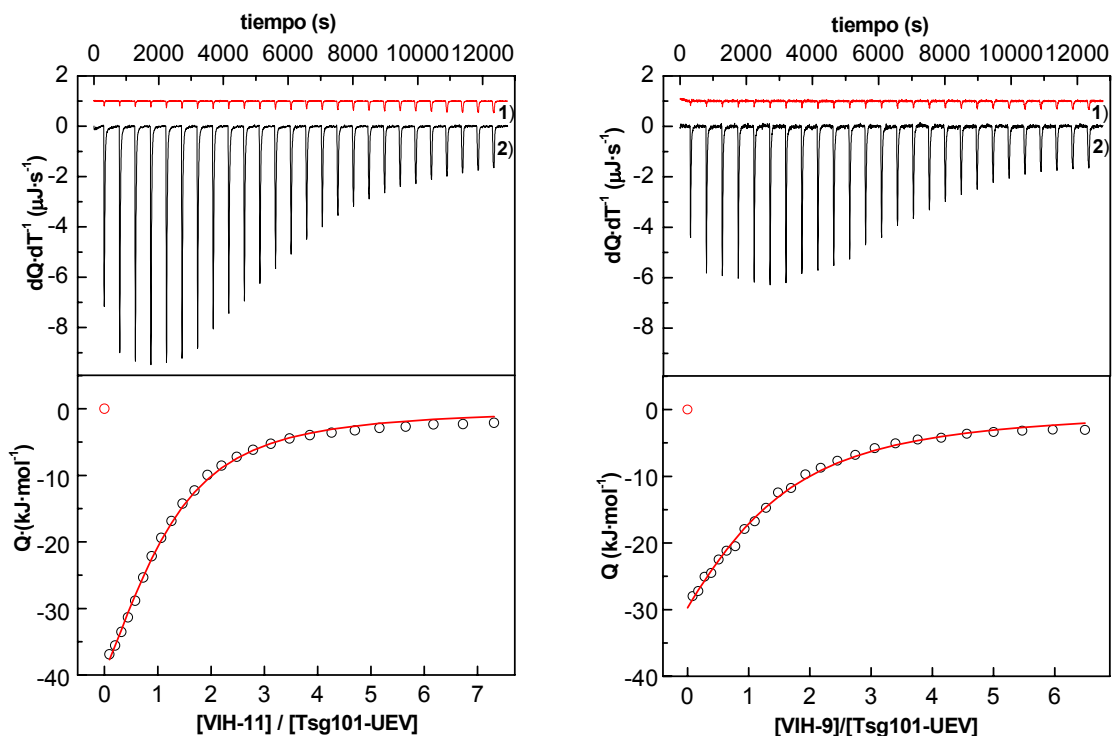 tiempo (s)
0 2000 4000 6000 8000 10000 12000
2
0
-2
-4
-6
-8
dQ·dT⁻¹ (µJ·s⁻¹)
1)
2)
0
-10
-20
-30
-40
Q·(kJ·mol⁻¹)
0 1 2 3 4 5 6 7
[VIH-11] / [Tsg101-UEV]
tiempo (s)
0 2000 4000 6000 8000 10000 12000
2
0
-2
-4
-6
-8
dQ·dT⁻¹ (µJ·s⁻¹)
1)
2)
0
-10
-20
-30
-40
Q (kJ·mol⁻¹)
0 1 2 3 4 5 6
[VIH-9]/[Tsg101-UEV]